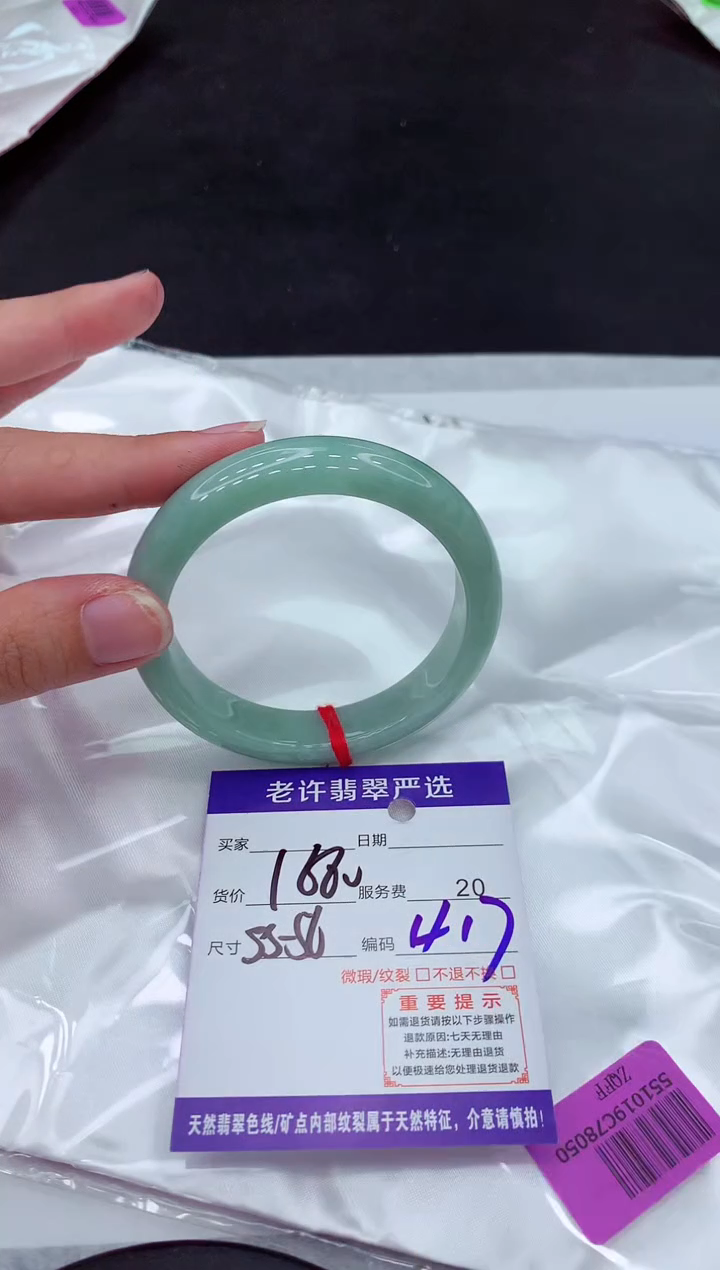 老许翡翠严选
买家 日期
货价 1680 服务费 20
尺寸 55-56 编码 417
微瑕/纹裂 □ 不退不换 □
重要提示
如需退货请按以下步骤操作
退款原因:七天无理由
补充描述:无理由退货
以便极速给您处理退货退款
天然翡翠色线/矿点内部纹裂属于天然特征，介意请慎拍!
551019C78050
ZQFF